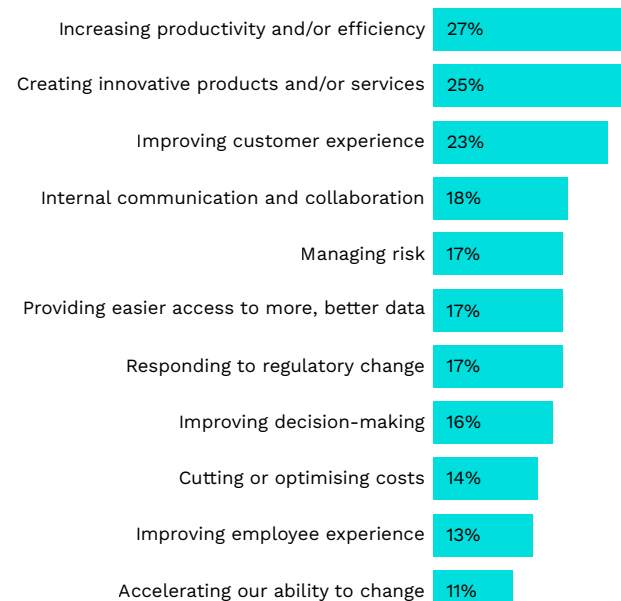 Increasing productivity and/or efficiency 27%
Creating innovative products and/or services 25%
Improving customer experience 23%
Internal communication and collaboration 18%
Managing risk 17%
Providing easier access to more, better data 17%
Responding to regulatory change 17%
Improving decision-making 16%
Cutting or optimising costs 14%
Improving employee experience 13%
Accelerating our ability to change 11%